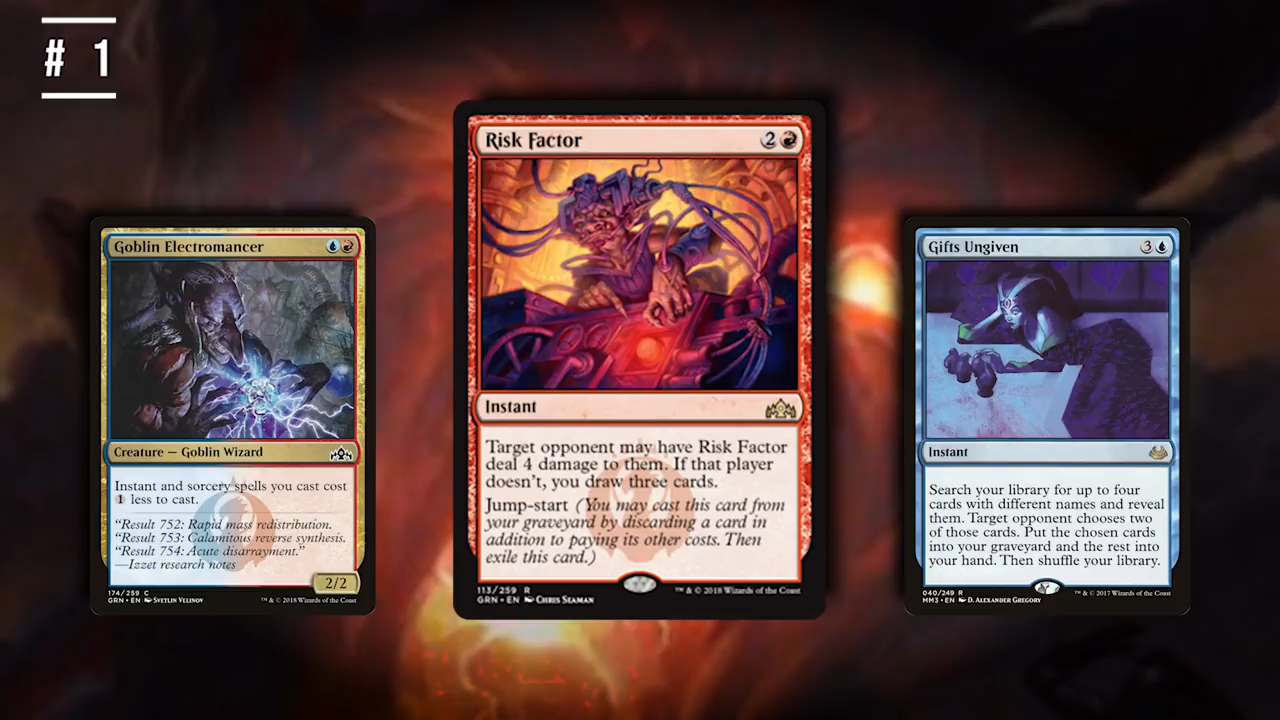 # 1
Goblin Electromancer
Creature — Goblin Wizard
Instant and sorcery spells you cast cost
1 less to cast.
“Result 752: Rapid mass redistribution.
“Result 753: Calamitous reverse synthesis.
“Result 754: Acute disarrayment.”
—Izzet research notes
2/2
174/259 C
GRN • EN Svetlin Velinov
™ & © 2018 Wizards of the Coast
Risk Factor
2
Instant
Target opponent may have Risk Factor
deal 4 damage to them. If that player
doesn't, you draw three cards.
Jump-start (You may cast this card from
your graveyard by discarding a card in
addition to paying its other costs. Then
exile this card.)
113/259 R
GRN • EN Chris Seaman
™ & © 2018 Wizards of the Coast
Gifts Ungiven
3
Instant
Search your library for up to four
cards with different names and reveal
them. Target opponent chooses two
of those cards. Put the chosen cards
into your graveyard and the rest into
your hand. Then shuffle your library.
040/249 R
MM3 • EN D. Alexander Gregory
™ & © 2017 Wizards of the Coast